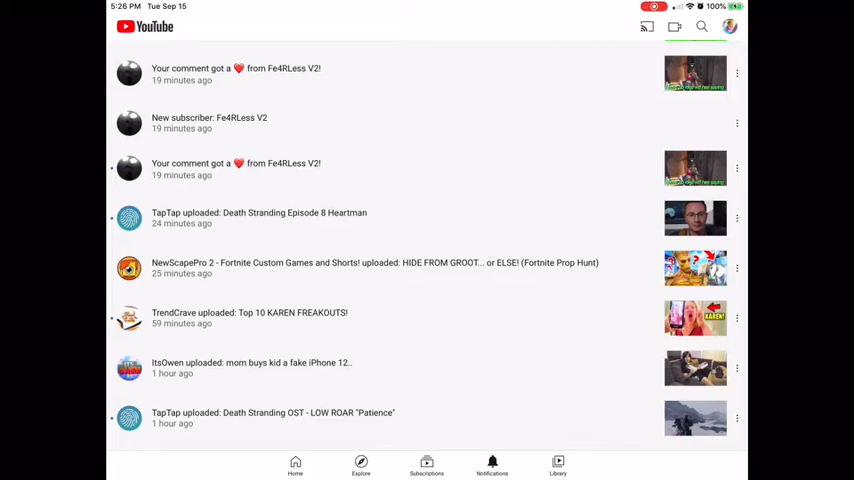 5:26 PM Tue Sep 15
100%
YouTube
Your comment got a ❤️ from Fe4RLess V2!
19 minutes ago
New subscriber: Fe4RLess V2
19 minutes ago
Your comment got a ❤️ from Fe4RLess V2!
19 minutes ago
TapTap uploaded: Death Stranding Episode 8 Heartman
24 minutes ago
NewScapePro 2 - Fortnite Custom Games and Shorts! uploaded: HIDE FROM GROOT... or ELSE! (Fortnite Prop Hunt)
25 minutes ago
TrendCrave uploaded: Top 10 KAREN FREAKOUTS!
59 minutes ago
KAREN!
ItsOwen uploaded: mom buys kid a fake iPhone 12..
1 hour ago
TapTap uploaded: Death Stranding OST - LOW ROAR "Patience"
1 hour ago
Home
Explore
Subscriptions
Notifications
Library